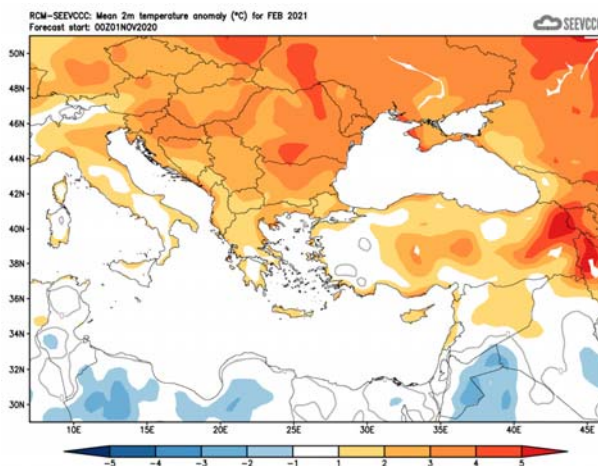 RCM-SEEVCCC: Mean 2m temperature anomaly (°C) for FEB 2021
Forecast start: 00Z01NOV2020
SEEVCCC
50N
48N
46N
44N
42N
40N
38N
36N
34N
32N
30N
10E 15E 20E 25E 30E 35E 40E 45E
-5 -4 -3 -2 -1 1 2 3 4 5